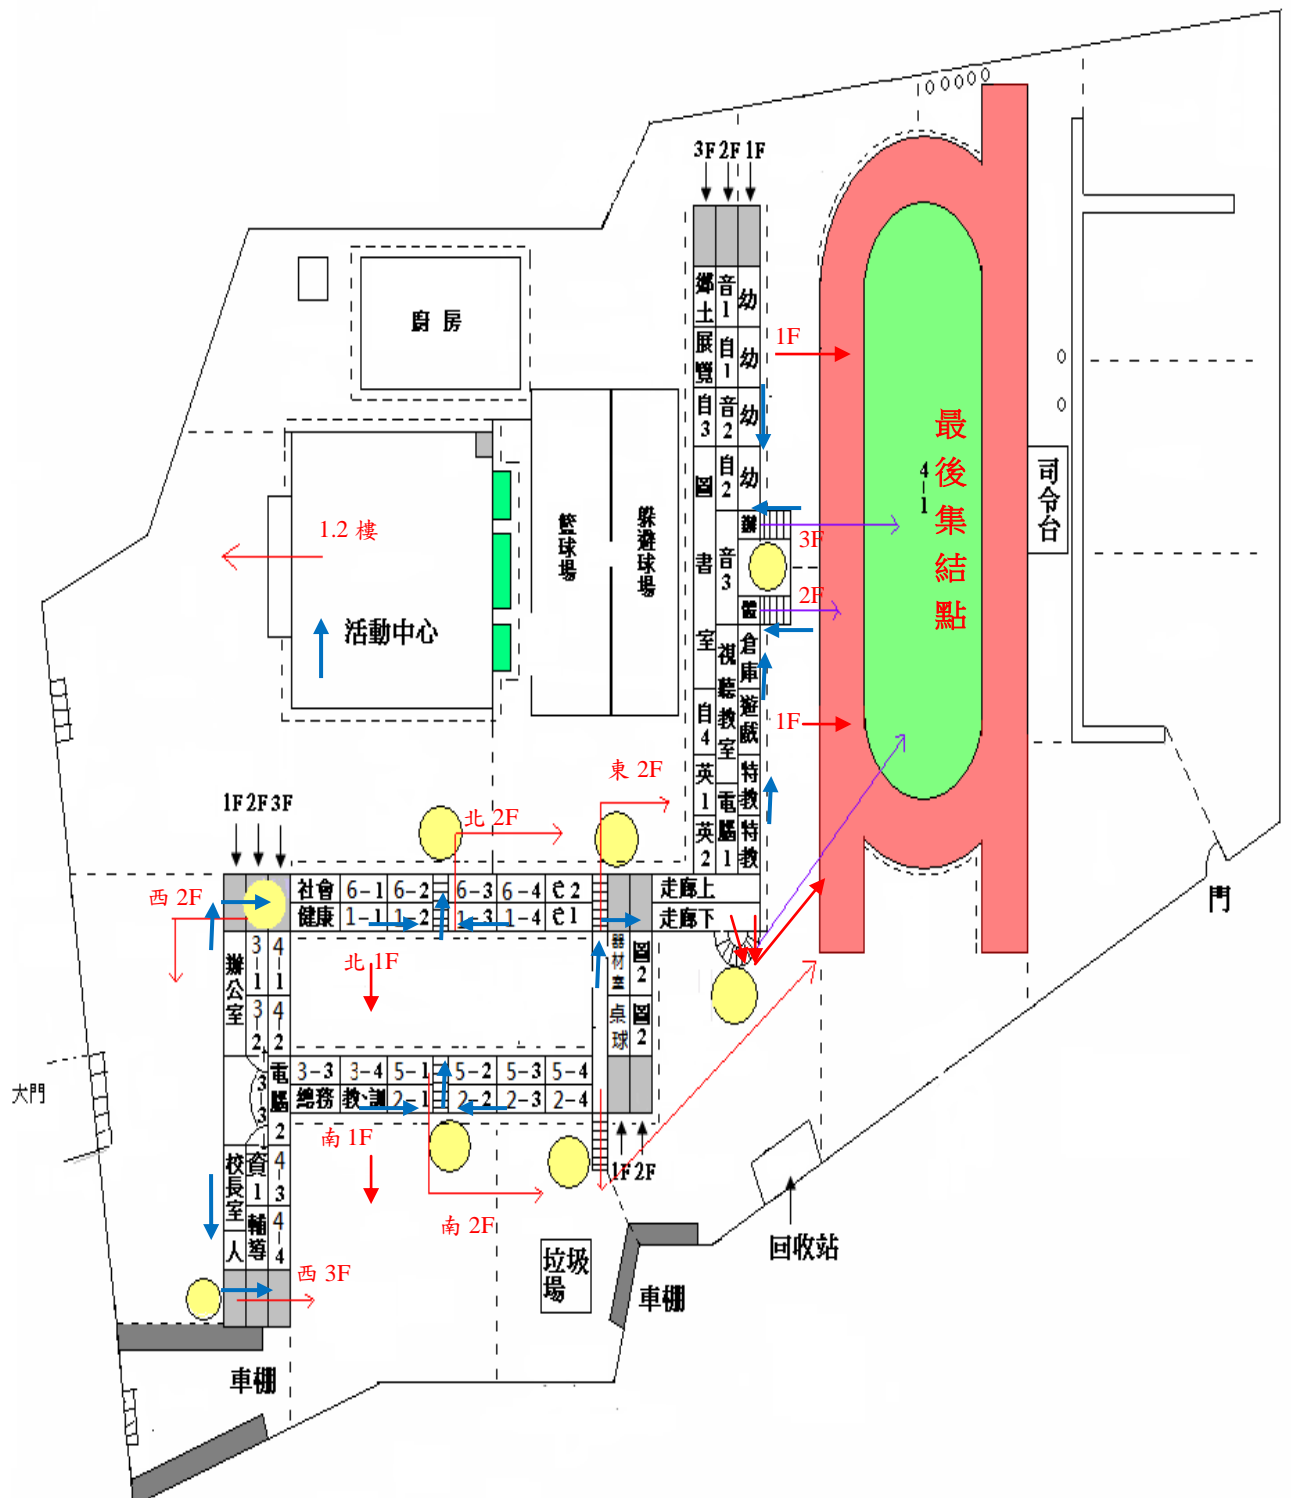 3F 2F 1F
鄉土
音1
幼
展覽
自1
幼
自3
音2
幼
圖書室
自2
幼
辦
音3
體
倉庫
視聽教室
自4
遊戲
英1
特教
電腦1
英2
特教
1F
3F
2F
1F
4-1
最後集結點
司令台
廚房
籃球場
躲避球場
1.2 樓
活動中心
東 2F
北 2F
1F 2F 3F
西 2F
社會 6-1 6-2 6-3 6-4 e2
走廊上
健康 1-1 1-2 1-3 1-4 e1
走廊下
門
辦公室
3-1
4-1
3-2
4-2
北 1F
器材室
圖2
桌球
圖2
大門
3-3
電腦2
3-3 3-4 5-1 5-2 5-3 5-4
總務 教·訓 2-1 2-2 2-3 2-4
南 1F
1F 2F
校長室
資1
4-3
人
輔導
4-4
南 2F
西 3F
垃圾場
車棚
回收站
車棚